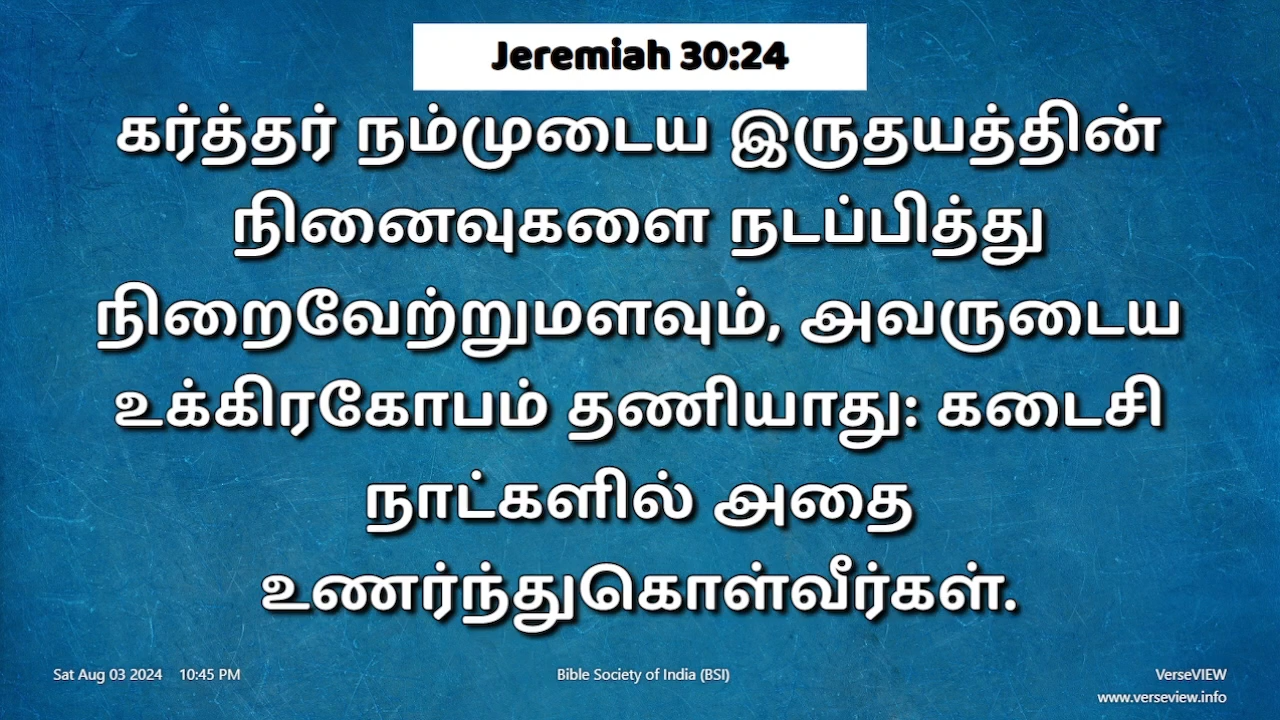 Jeremiah 30:24
கர்த்தர் நம்முடைய இருதயத்தின்
நினைவுகளை நடப்பித்து
நிறைவேற்றுமளவும், அவருடைய
உக்கிரகோபம் தணியாது: கடைசி
நாட்களில் அதை
உணர்ந்துகொள்வீர்கள்.
Sat Aug 03 2024 10:45 PM
Bible Society of India (BSI)
VerseVIEW
www.verseview.info